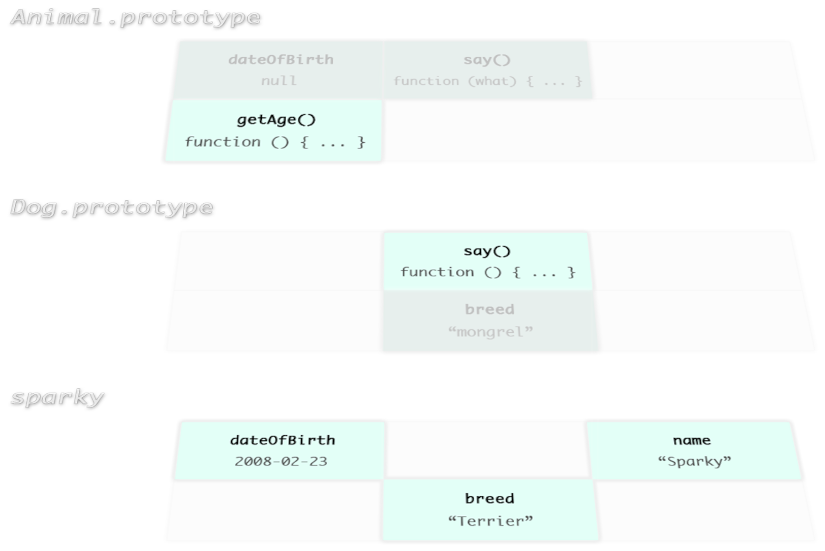 Animal.prototype
dateOfBirth say()
null function (what) { ... }
getAge()
function () { ... }
Dog.prototype
say()
function () { ... }
breed
“mongrel”
sparky
dateOfBirth name
2008-02-23 “Sparky”
breed
“Terrier”